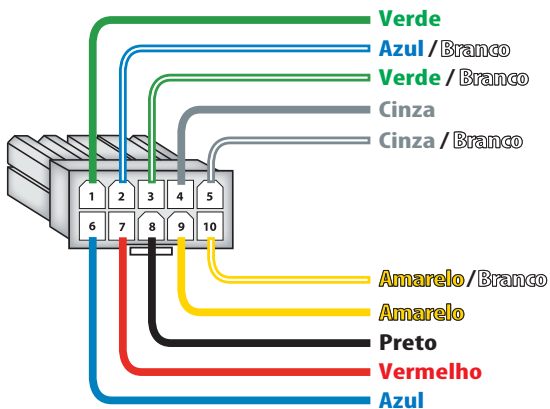 Verde
Azul / Branco
Verde / Branco
Cinza
Cinza / Branco
1 2 3 4 5
6 7 8 9 10
Amarelo/Branco
Amarelo
Preto
Vermelho
Azul